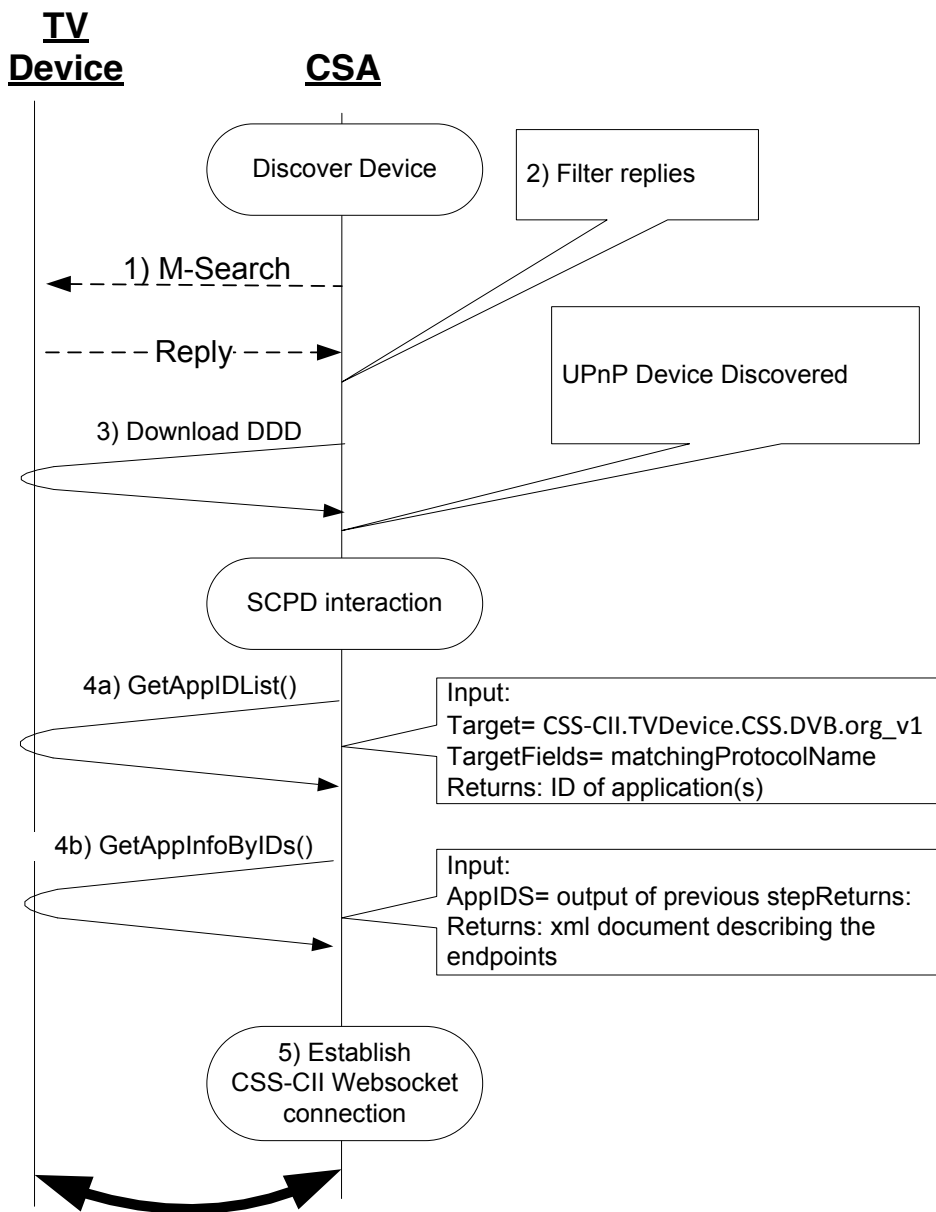 TV
Device
CSA
Discover Device
2) Filter replies
1) M-Search
Reply
UPnP Device Discovered
3) Download DDD
SCPD interaction
4a) GetAppIDList()
Input:
Target= CSS-CII.TVDevice.CSS.DVB.org_v1
TargetFields= matchingProtocolName
Returns: ID of application(s)
4b) GetAppInfoByIDs()
Input:
AppIDS= output of previous stepReturns:
Returns: xml document describing the
endpoints
5) Establish
CSS-CII Websocket
connection